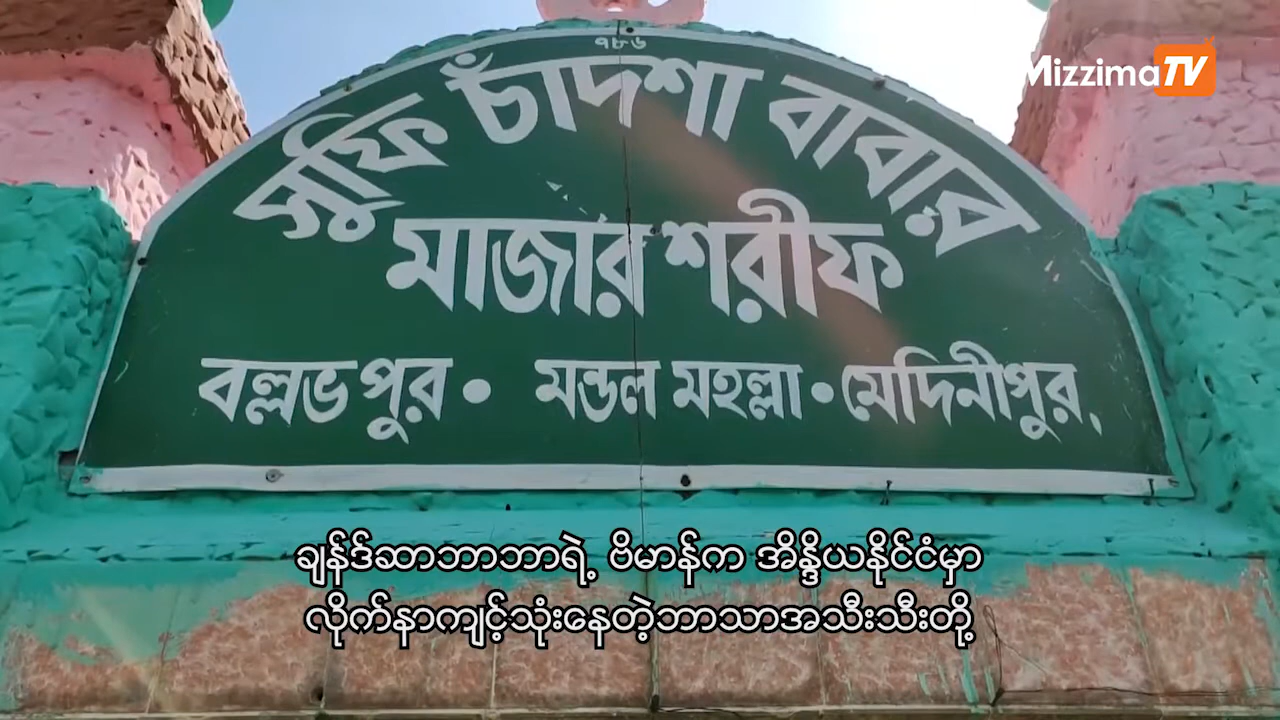 ৭৮৬
MizzimaTV
সুফি চাঁদশা বাবার
মাজার শরীফ
বল্লভপুর • মন্ডল মহল্লা • মেদিনীপুর,
ချန်ဒ်ဆာဘာဘာရဲ့ ဗိမာန်က အိန္ဒိယနိုင်ငံမှာ
လိုက်နာကျင့်သုံးနေတဲ့ဘာသာအသီးသီးတို့